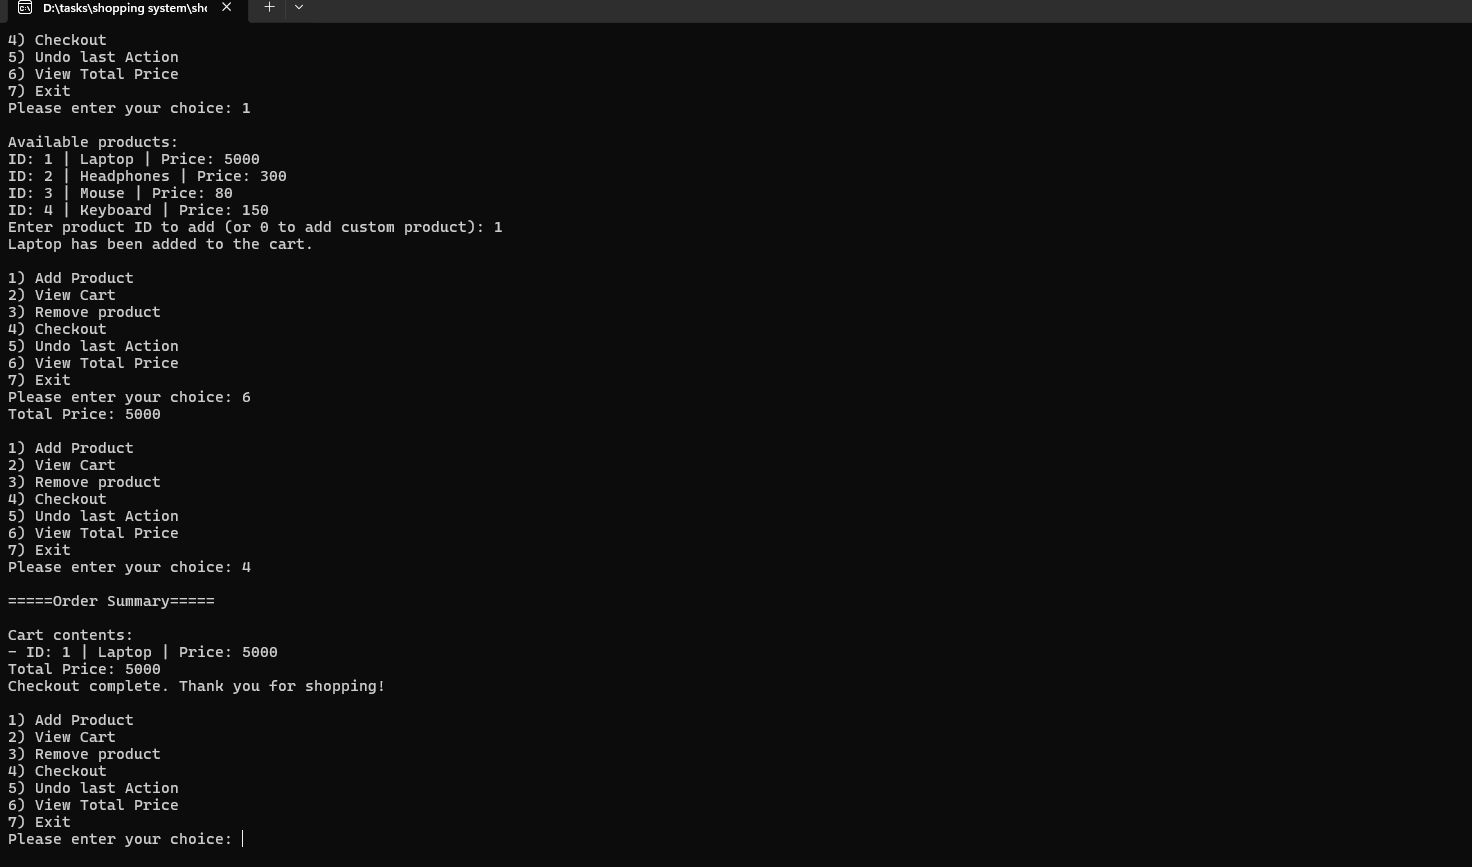 D:\tasks\shopping system\sho
4) Checkout
5) Undo last Action
6) View Total Price
7) Exit
Please enter your choice: 1
Available products:
ID: 1 | Laptop | Price: 5000
ID: 2 | Headphones | Price: 300
ID: 3 | Mouse | Price: 80
ID: 4 | Keyboard | Price: 150
Enter product ID to add (or 0 to add custom product): 1
Laptop has been added to the cart.
1) Add Product
2) View Cart
3) Remove product
4) Checkout
5) Undo last Action
6) View Total Price
7) Exit
Please enter your choice: 6
Total Price: 5000
1) Add Product
2) View Cart
3) Remove product
4) Checkout
5) Undo last Action
6) View Total Price
7) Exit
Please enter your choice: 4
=====Order Summary=====
Cart contents:
- ID: 1 | Laptop | Price: 5000
Total Price: 5000
Checkout complete. Thank you for shopping!
1) Add Product
2) View Cart
3) Remove product
4) Checkout
5) Undo last Action
6) View Total Price
7) Exit
Please enter your choice: